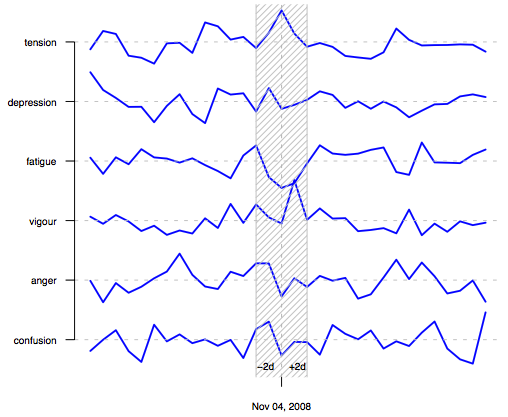 tension
depression
fatigue
vigour
anger
confusion
−2d +2d
Nov 04, 2008